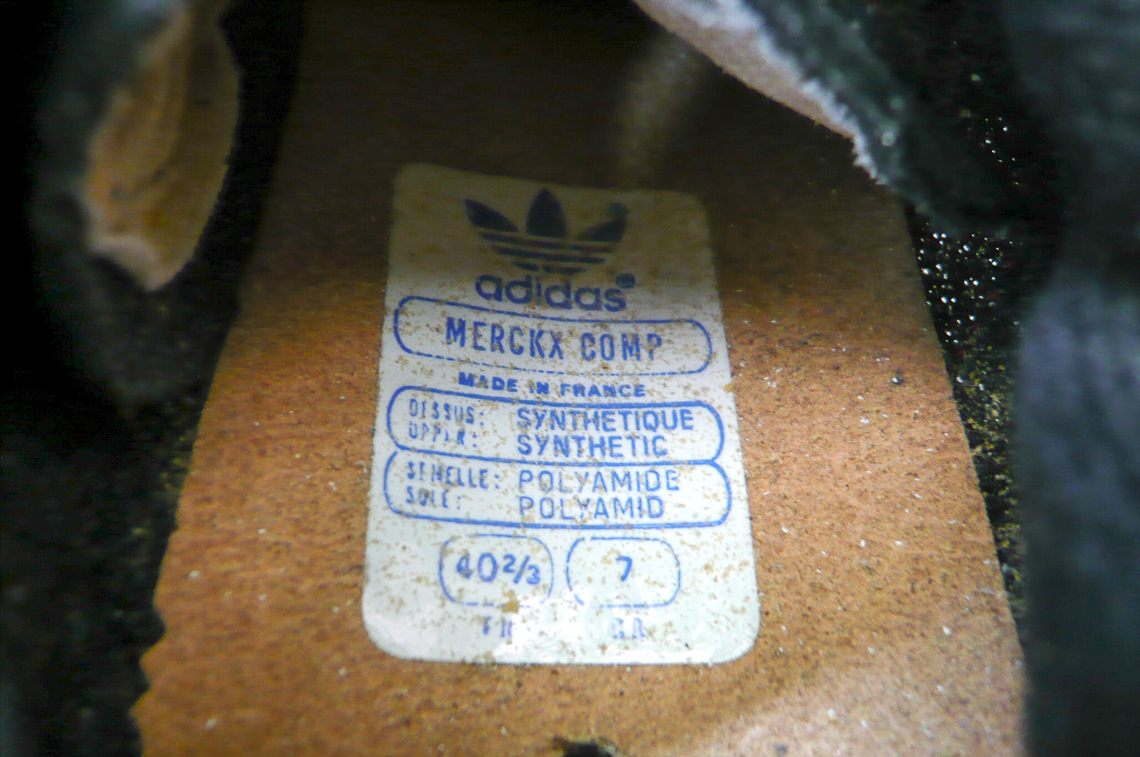 adidas®
MERCKX COMP
MADE IN FRANCE
DESSUS: SYNTHETIQUE
UPPER: SYNTHETIC
SEMELLE: POLYAMIDE
SOLE: POLYAMID
40 2/3 7